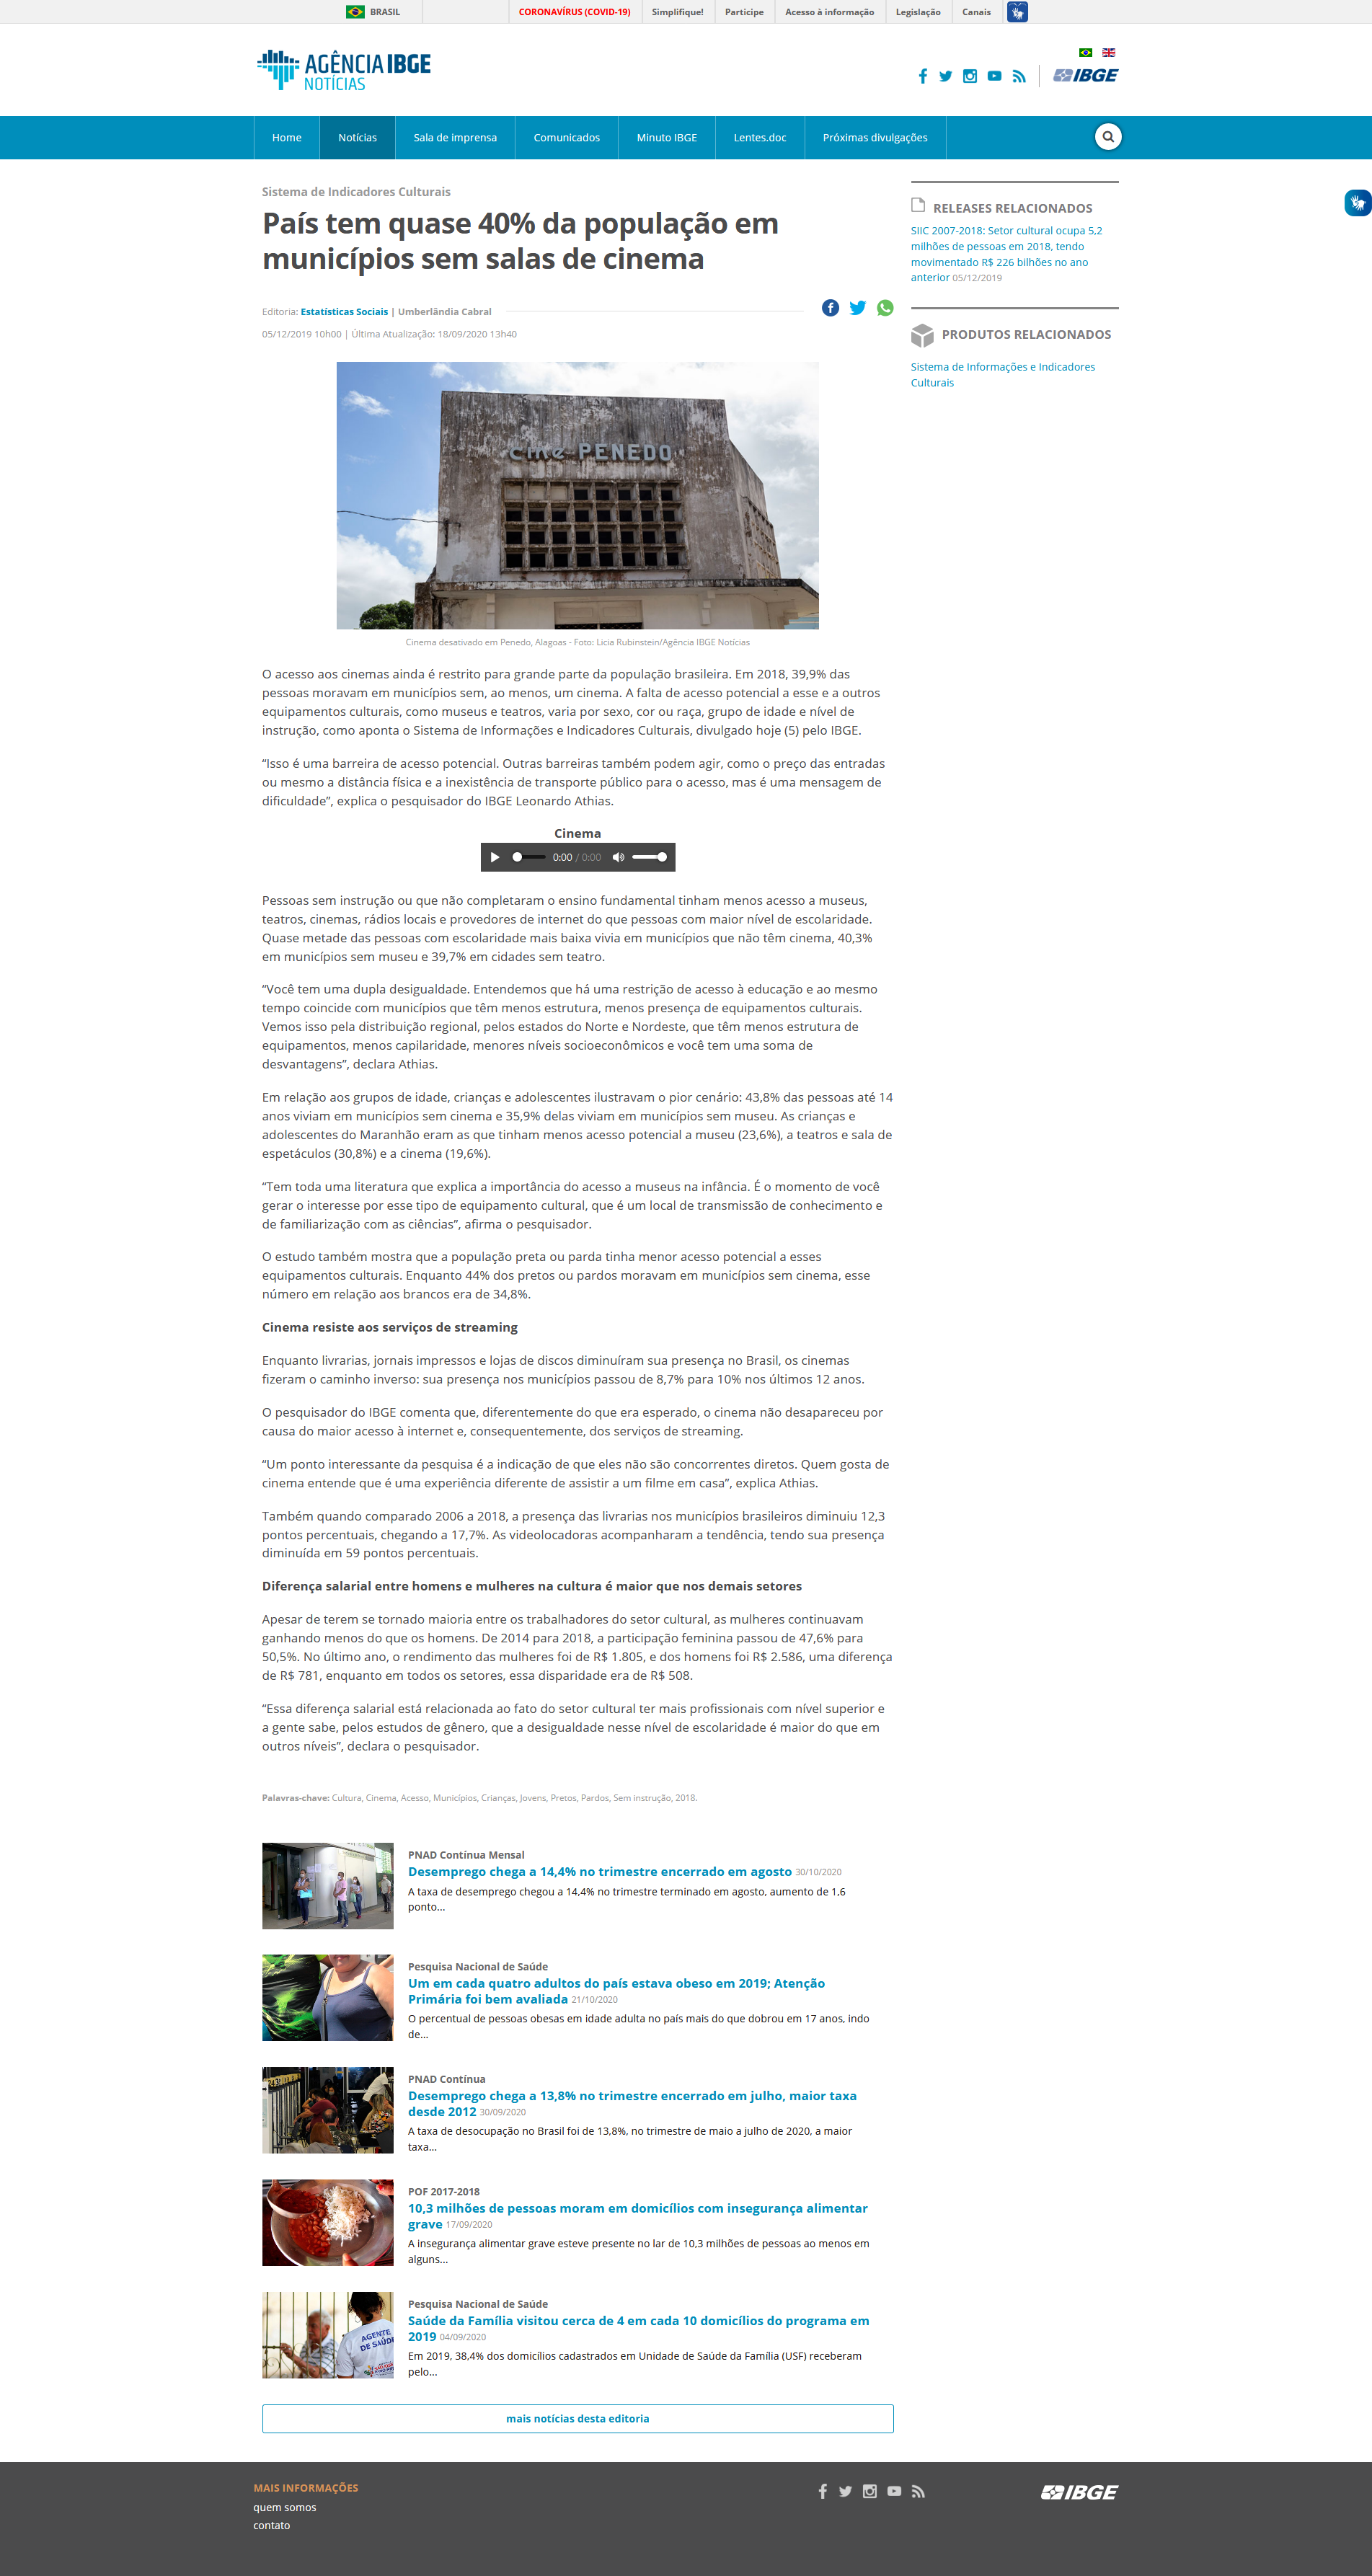 BRASIL
CORONAVÍRUS (COVID-19)
Simplifique!
Participe
Acesso à informação
Legislação
Canais
AGÊNCIA IBGE
NOTÍCIAS
IBGE
Home
Notícias
Sala de imprensa
Comunicados
Minuto IBGE
Lentes.doc
Próximas divulgações
Sistema de Indicadores Culturais
País tem quase 40% da população em
municípios sem salas de cinema
Editoria: Estatísticas Sociais | Umberlândia Cabral
05/12/2019 10h00 | Última Atualização: 18/09/2020 13h40
CINE PENEDO
Cinema desativado em Penedo, Alagoas - Foto: Licia Rubinstein/Agência IBGE Notícias
O acesso aos cinemas ainda é restrito para grande parte da população brasileira. Em 2018, 39,9% das
pessoas moravam em municípios sem, ao menos, um cinema. A falta de acesso potencial a esse e a outros
equipamentos culturais, como museus e teatros, varia por sexo, cor ou raça, grupo de idade e nível de
instrução, como aponta o Sistema de Informações e Indicadores Culturais, divulgado hoje (5) pelo IBGE.
“Isso é uma barreira de acesso potencial. Outras barreiras também podem agir, como o preço das entradas
ou mesmo a distância física e a inexistência de transporte público para o acesso, mas é uma mensagem de
dificuldade”, explica o pesquisador do IBGE Leonardo Athias.
Cinema
0:00 / 0:00
Pessoas sem instrução ou que não completaram o ensino fundamental tinham menos acesso a museus,
teatros, cinemas, rádios locais e provedores de internet do que pessoas com maior nível de escolaridade.
Quase metade das pessoas com escolaridade mais baixa vivia em municípios que não têm cinema, 40,3%
em municípios sem museu e 39,7% em cidades sem teatro.
“Você tem uma dupla desigualdade. Entendemos que há uma restrição de acesso à educação e ao mesmo
tempo coincide com municípios que têm menos estrutura, menos presença de equipamentos culturais.
Vemos isso pela distribuição regional, pelos estados do Norte e Nordeste, que têm menos estrutura de
equipamentos, menos capilaridade, menores níveis socioeconômicos e você tem uma soma de
desvantagens”, declara Athias.
Em relação aos grupos de idade, crianças e adolescentes ilustravam o pior cenário: 43,8% das pessoas até 14
anos viviam em municípios sem cinema e 35,9% delas viviam em municípios sem museu. As crianças e
adolescentes do Maranhão eram as que tinham menos acesso potencial a museu (23,6%), a teatros e sala de
espetáculos (30,8%) e a cinema (19,6%).
“Tem toda uma literatura que explica a importância do acesso a museus na infância. É o momento de você
gerar o interesse por esse tipo de equipamento cultural, que é um local de transmissão de conhecimento e
de familiarização com as ciências”, afirma o pesquisador.
O estudo também mostra que a população preta ou parda tinha menor acesso potencial a esses
equipamentos culturais. Enquanto 44% dos pretos ou pardos moravam em municípios sem cinema, esse
número em relação aos brancos era de 34,8%.
Cinema resiste aos serviços de streaming
Enquanto livrarias, jornais impressos e lojas de discos diminuíram sua presença no Brasil, os cinemas
fizeram o caminho inverso: sua presença nos municípios passou de 8,7% para 10% nos últimos 12 anos.
O pesquisador do IBGE comenta que, diferentemente do que era esperado, o cinema não desapareceu por
causa do maior acesso à internet e, consequentemente, dos serviços de streaming.
“Um ponto interessante da pesquisa é a indicação de que eles não são concorrentes diretos. Quem gosta de
cinema entende que é uma experiência diferente de assistir a um filme em casa”, explica Athias.
Também quando comparado 2006 a 2018, a presença das livrarias nos municípios brasileiros diminuiu 12,3
pontos percentuais, chegando a 17,7%. As videolocadoras acompanharam a tendência, tendo sua presença
diminuída em 59 pontos percentuais.
Diferença salarial entre homens e mulheres na cultura é maior que nos demais setores
Apesar de terem se tornado maioria entre os trabalhadores do setor cultural, as mulheres continuavam
ganhando menos do que os homens. De 2014 para 2018, a participação feminina passou de 47,6% para
50,5%. No último ano, o rendimento das mulheres foi de R$ 1.805, e dos homens foi R$ 2.586, uma diferença
de R$ 781, enquanto em todos os setores, essa disparidade era de R$ 508.
“Essa diferença salarial está relacionada ao fato do setor cultural ter mais profissionais com nível superior e
a gente sabe, pelos estudos de gênero, que a desigualdade nesse nível de escolaridade é maior do que em
outros níveis”, declara o pesquisador.
Palavras-chave: Cultura, Cinema, Acesso, Municípios, Crianças, Jovens, Pretos, Pardos, Sem instrução, 2018.
PNAD Contínua Mensal
Desemprego chega a 14,4% no trimestre encerrado em agosto 30/10/2020
A taxa de desemprego chegou a 14,4% no trimestre terminado em agosto, aumento de 1,6
ponto...
Pesquisa Nacional de Saúde
Um em cada quatro adultos do país estava obeso em 2019; Atenção
Primária foi bem avaliada 21/10/2020
O percentual de pessoas obesas em idade adulta no país mais do que dobrou em 17 anos, indo
de...
PNAD Contínua
Desemprego chega a 13,8% no trimestre encerrado em julho, maior taxa
desde 2012 30/09/2020
A taxa de desocupação no Brasil foi de 13,8%, no trimestre de maio a julho de 2020, a maior
taxa...
POF 2017-2018
10,3 milhões de pessoas moram em domicílios com insegurança alimentar
grave 17/09/2020
A insegurança alimentar grave esteve presente no lar de 10,3 milhões de pessoas ao menos em
alguns...
AGENTE
DE SAÚDE
Pesquisa Nacional de Saúde
Saúde da Família visitou cerca de 4 em cada 10 domicílios do programa em
2019 04/09/2020
Em 2019, 38,4% dos domicílios cadastrados em Unidade de Saúde da Família (USF) receberam
pelo...
mais notícias desta editoria
RELEASES RELACIONADOS
SIIC 2007-2018: Setor cultural ocupa 5,2
milhões de pessoas em 2018, tendo
movimentado R$ 226 bilhões no ano
anterior 05/12/2019
PRODUTOS RELACIONADOS
Sistema de Informações e Indicadores
Culturais
MAIS INFORMAÇÕES
quem somos
contato
IBGE